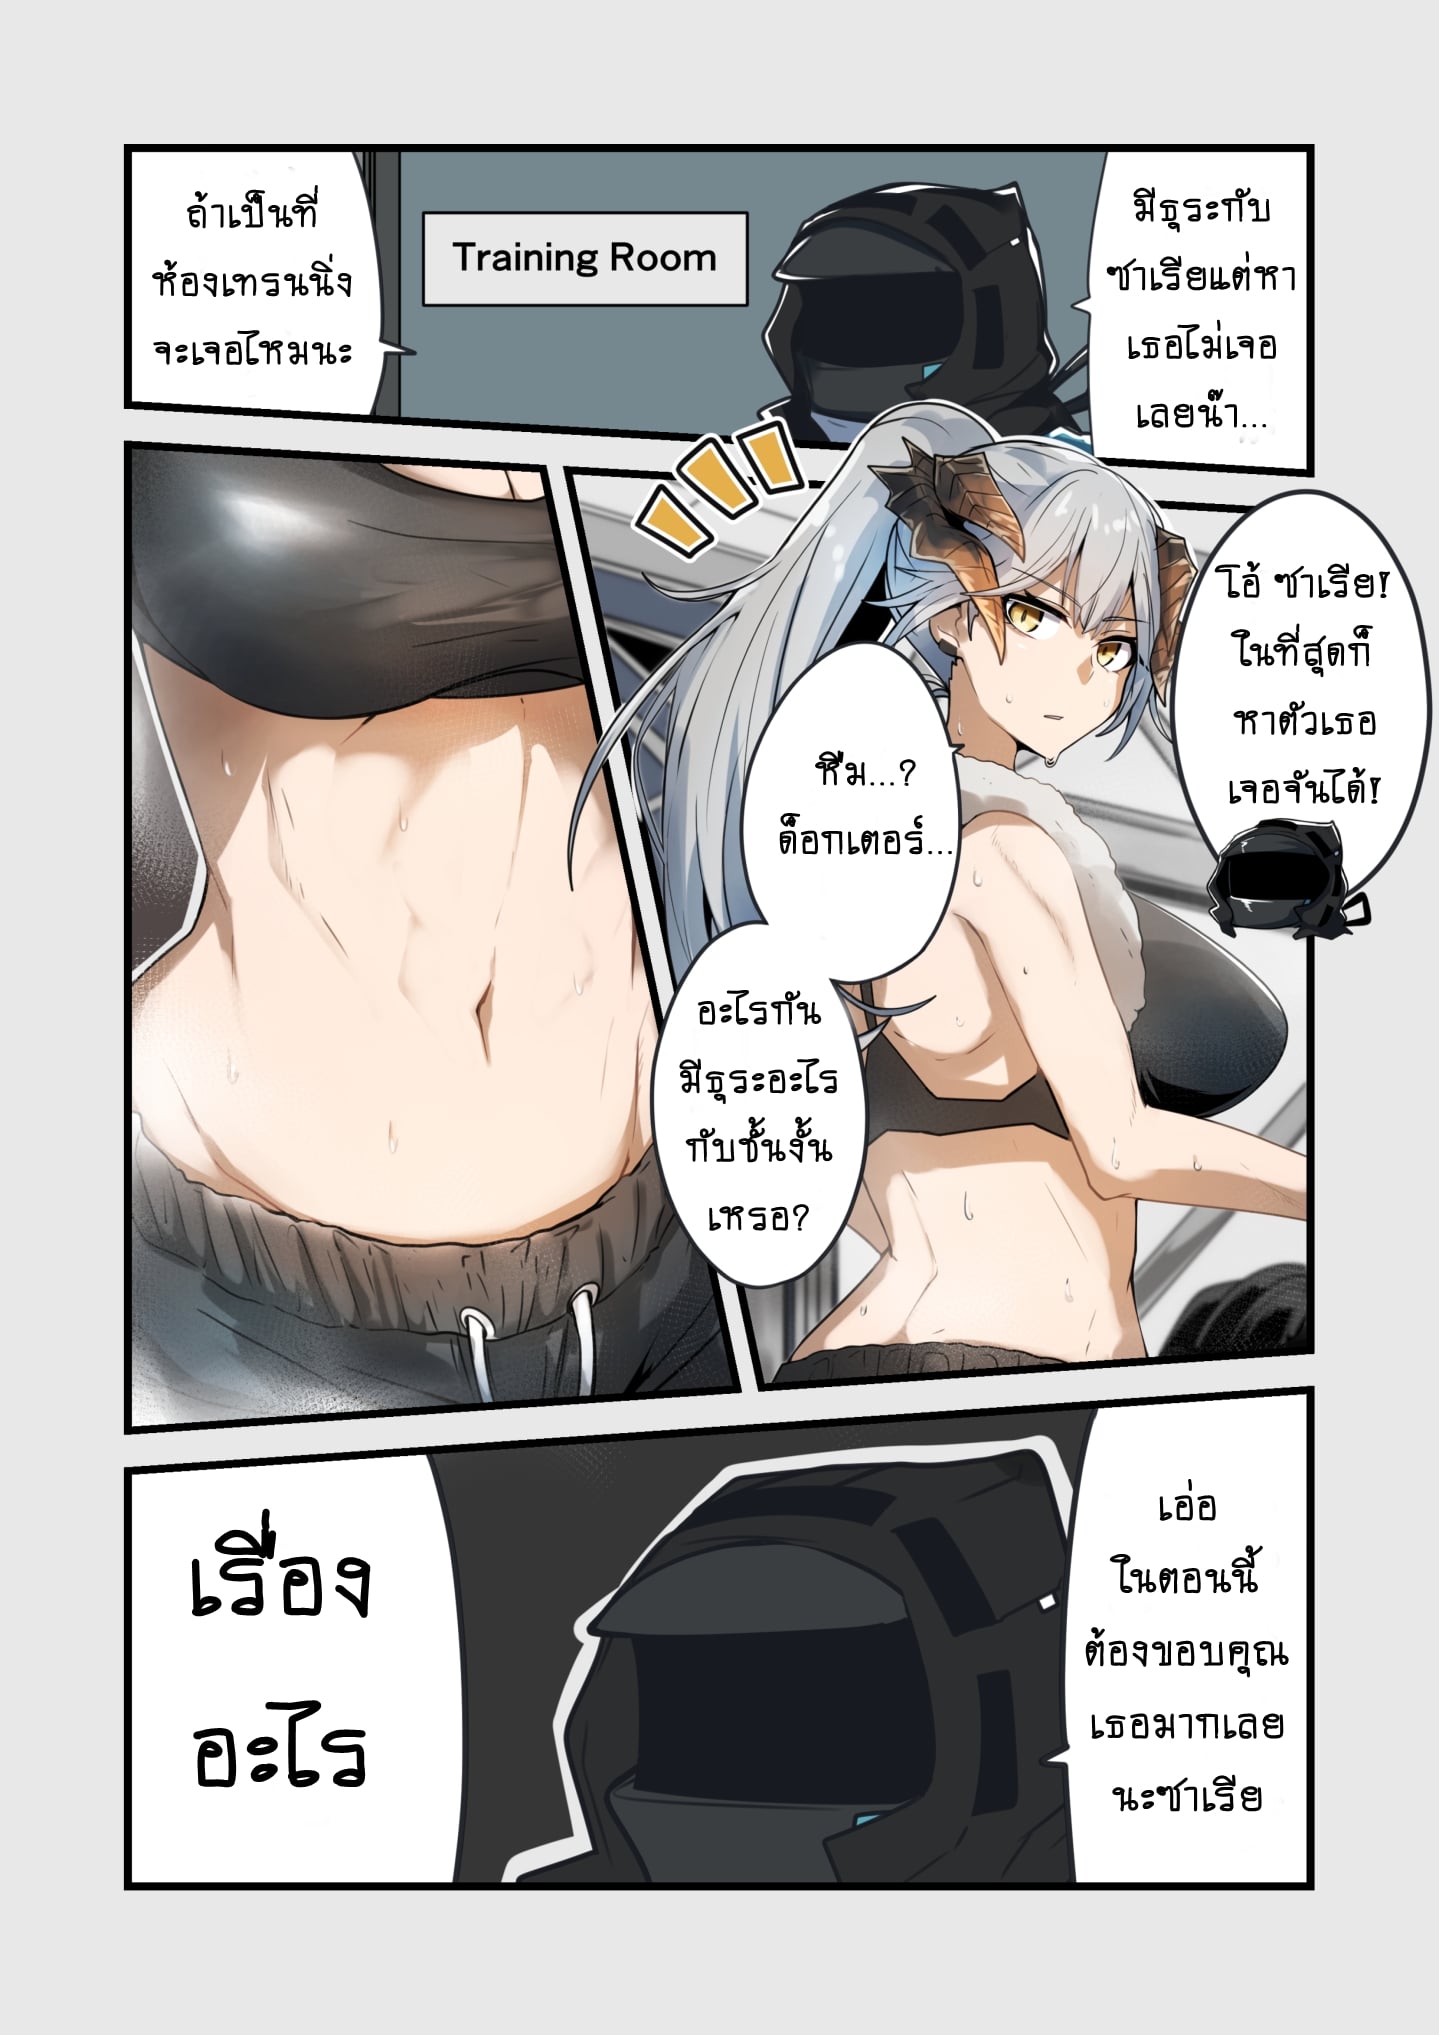 มีธุระกับ
ซาเรียแต่หา
เธอไม่เจอ
เลยน๊า...
Training Room
ถ้าเป็นที่
ห้องเทรนนิ่ง
จะเจอไหมนะ
โอ้ ซาเรีย!
ในที่สุดก็
หาตัวเธอ
เจอจันได้!
หืม...?
ด็อกเตอร์...
อะไรกัน
มีธุระอะไร
กับชั้นงั้น
เหรอ?
เอ่อ
ในตอนนี้
ต้องขอบคุณ
เธอมากเลย
นะซาเรีย
เรื่อง
อะไร